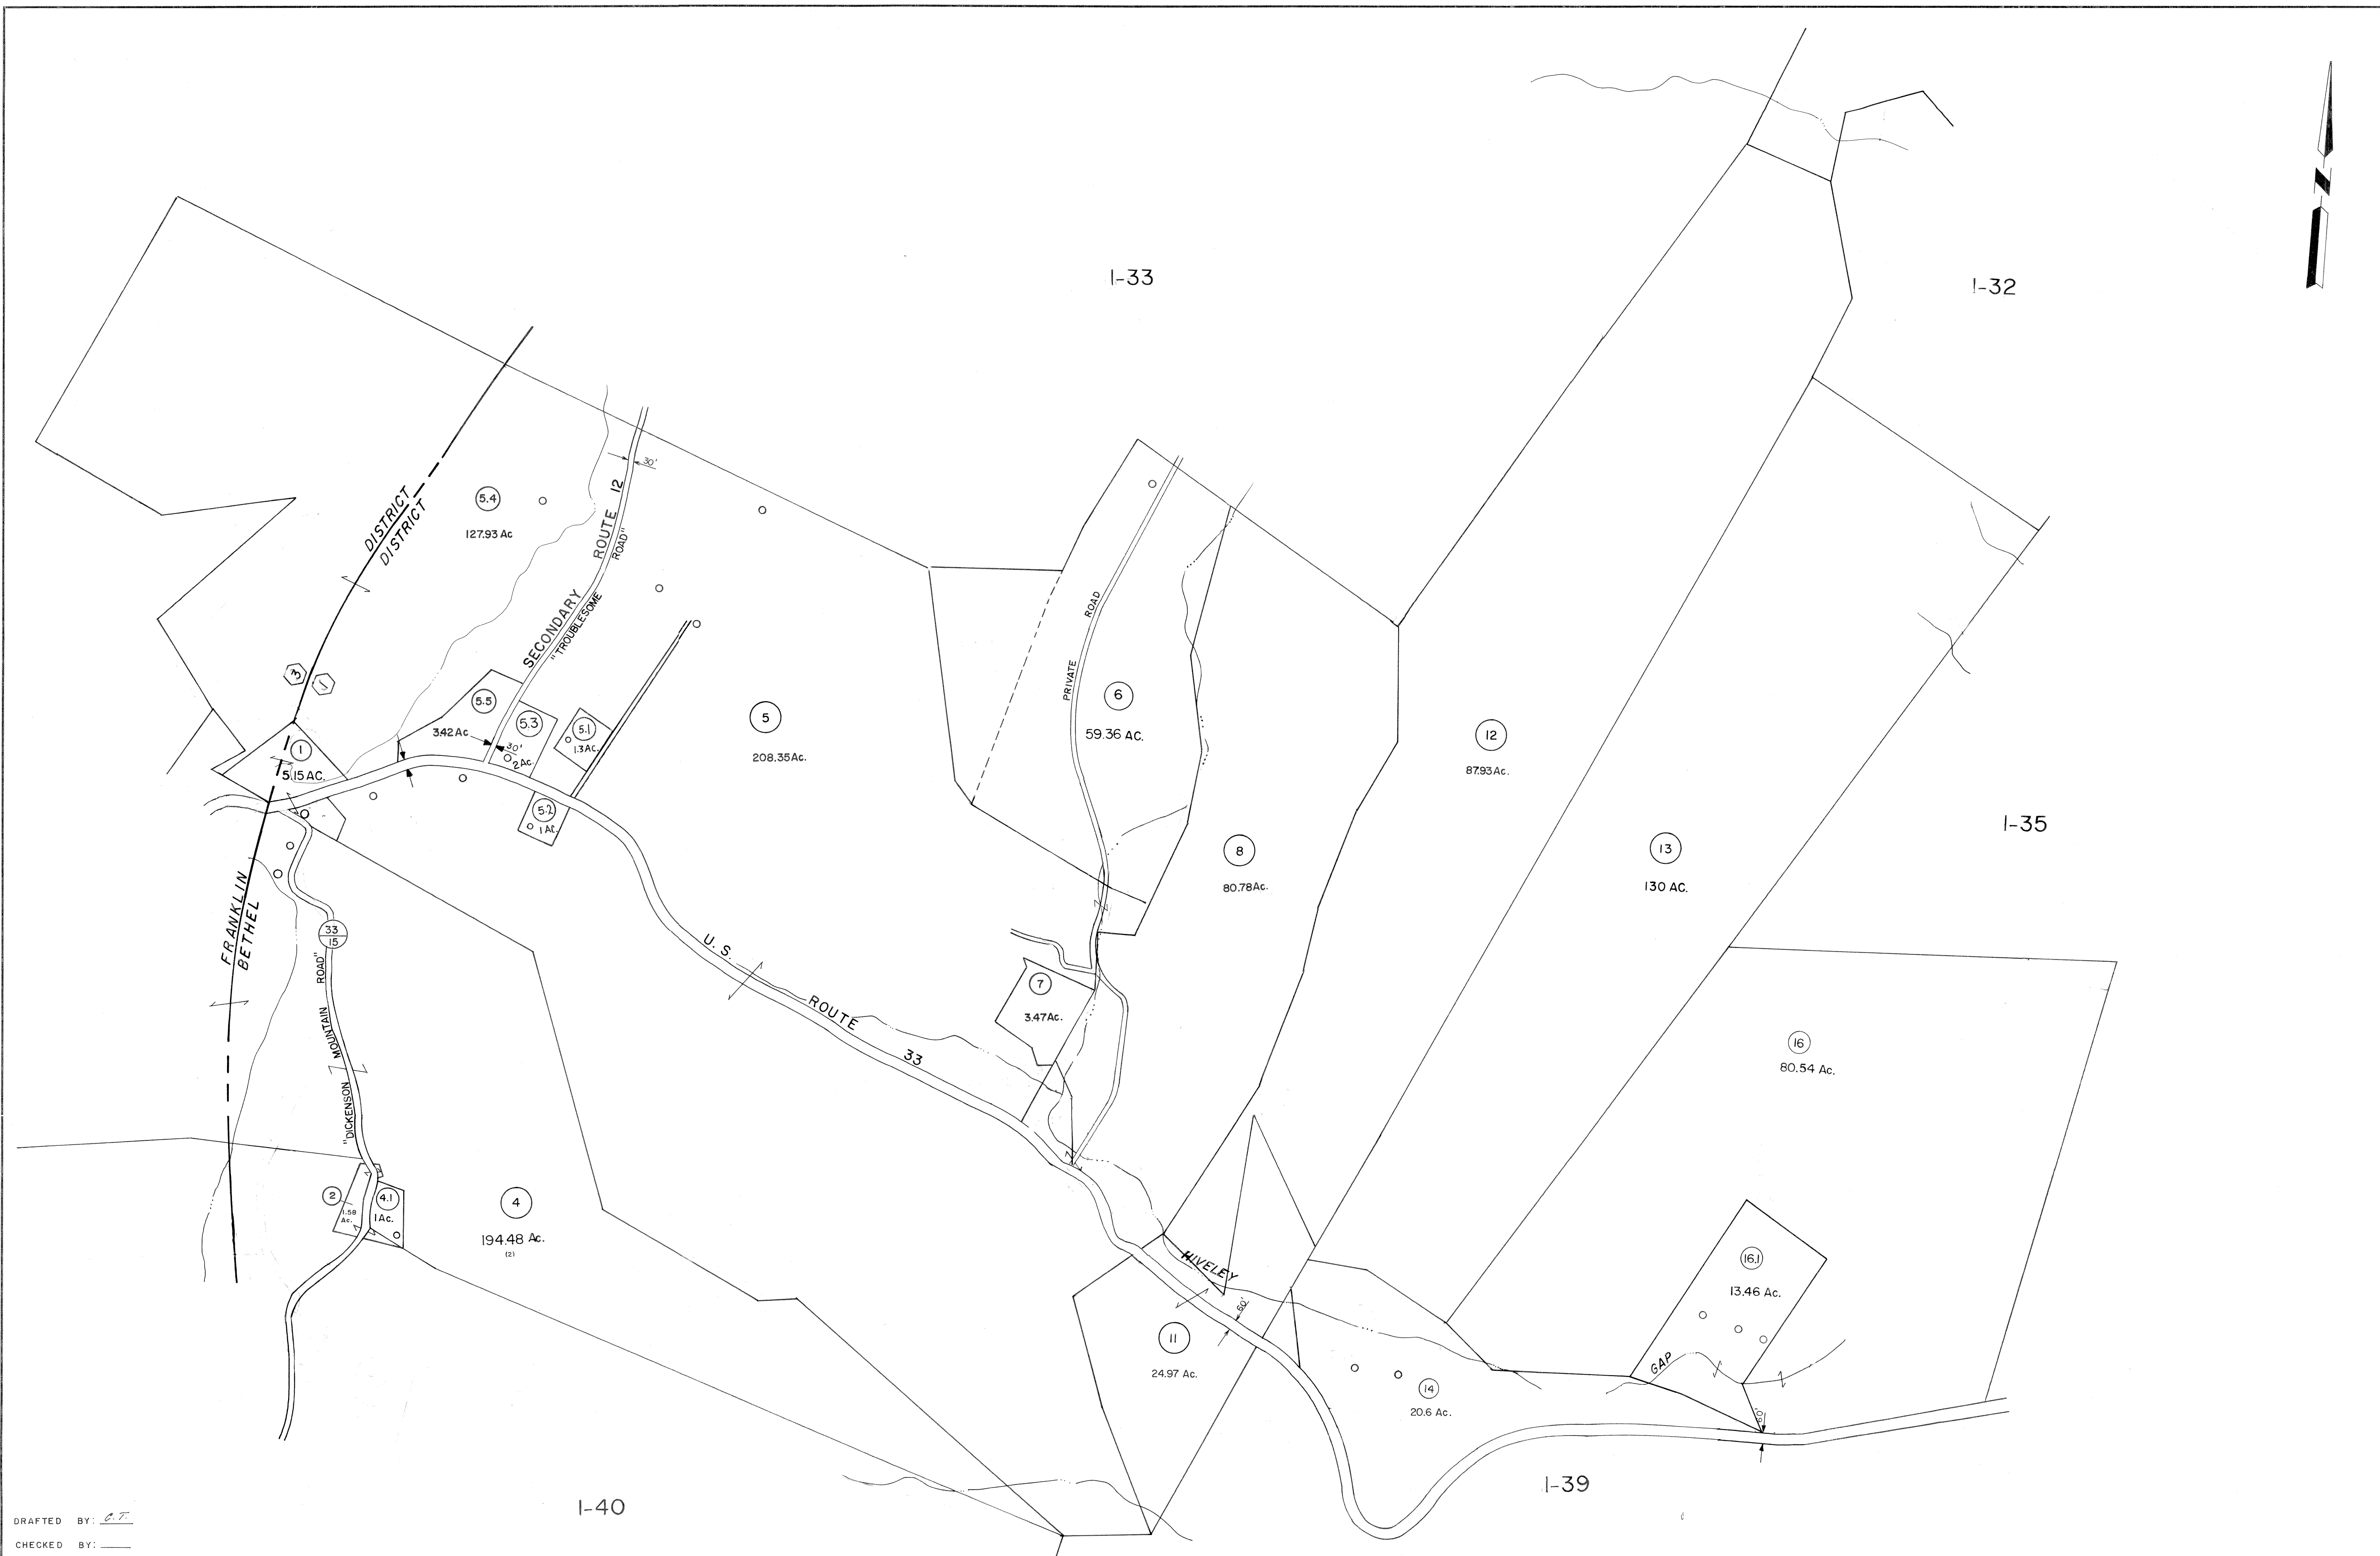 I-33
I-32
30'
5.4
127.93 Ac
DISTRICT
DISTRICT
SECONDARY ROUTE 12
"TROUBLESOME ROAD"
3
1
5.5
3.42 Ac
5.3
30'
2 Ac.
5.1
1.3 Ac.
5
208.35 Ac.
PRIVATE ROAD
6
59.36 AC.
12
87.93 Ac.
1
5.15 AC.
5.2
1 AC.
8
80.78 Ac.
13
130 AC.
I-35
FRANKLIN
BETHEL
33
15
"DICKENSON MOUNTAIN ROAD"
U.S. ROUTE 33
7
3.47 Ac.
16
80.54 Ac.
2
1.58
Ac.
4.1
1 Ac.
4
194.48 Ac.
(2)
HIVELEY
60'
GAP
16.1
13.46 Ac.
11
24.97 Ac.
14
20.6 Ac.
60'
I-39
I-40
DRAFTED BY: C.T.
CHECKED BY:
N